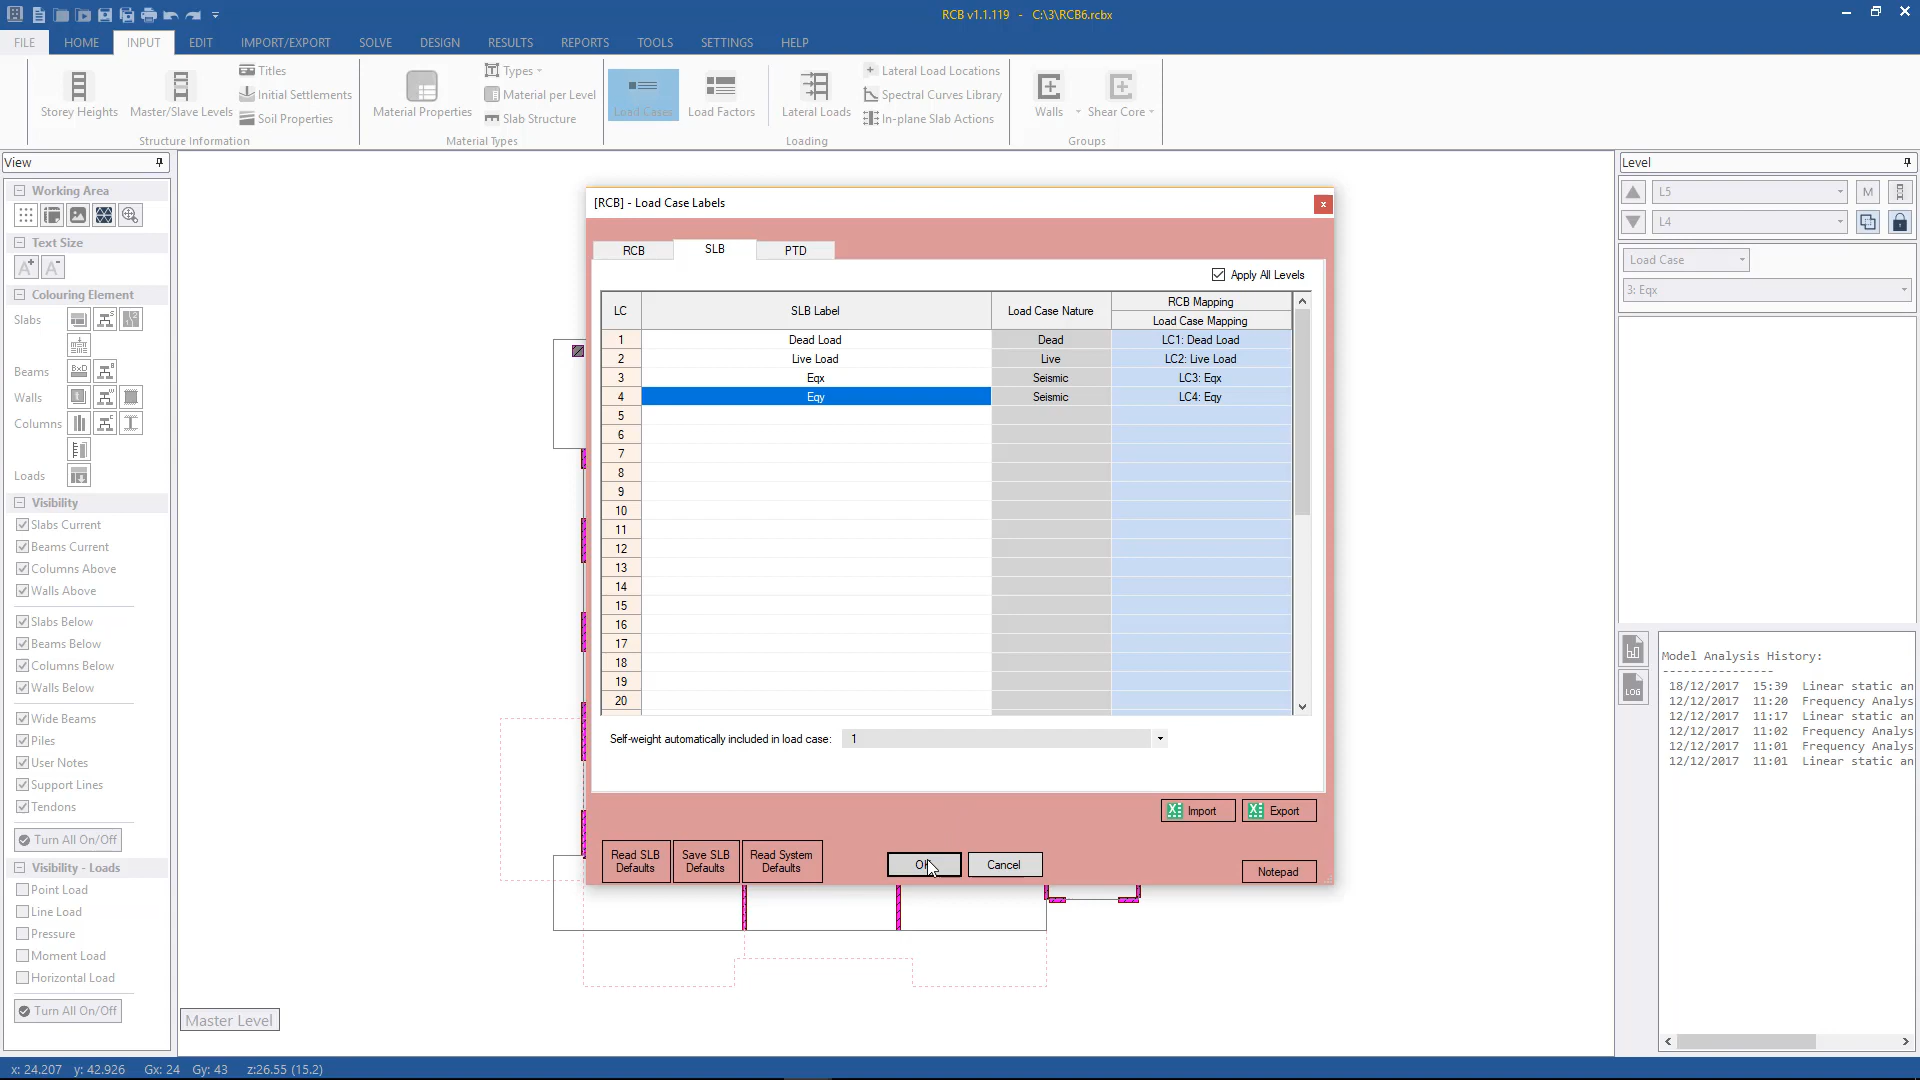 RCB v1.1.119 - C:\3\RCB6.rcbx
FILE HOME INPUT EDIT IMPORT/EXPORT SOLVE DESIGN RESULTS REPORTS TOOLS SETTINGS HELP
Storey Heights
Master/Slave Levels
Titles
Initial Settlements
Soil Properties
Structure Information
Material Properties
Types
Material per Level
Slab Structure
Material Types
Load Cases
Load Factors
Lateral Loads
Lateral Load Locations
Spectral Curves Library
In-plane Slab Actions
Loading
Walls
Shear Core
Groups
View
Working Area
Text Size
A+ A-
Colouring Element
Slabs
Beams
Walls
Columns
Loads
Visibility
Slabs Current
Beams Current
Columns Above
Walls Above
Slabs Below
Beams Below
Columns Below
Walls Below
Wide Beams
Piles
User Notes
Support Lines
Tendons
Turn All On/Off
Visibility - Loads
Point Load
Line Load
Pressure
Moment Load
Horizontal Load
Turn All On/Off
Master Level
[RCB] - Load Case Labels
x
RCB SLB PTD
Apply All Levels
LC SLB Label Load Case Nature RCB Mapping
Load Case Mapping
1 Dead Load Dead LC1: Dead Load
2 Live Load Live LC2: Live Load
3 Eqx Seismic LC3: Eqx
4 Eqy Seismic LC4: Eqy
5
6
7
8
9
10
11
12
13
14
15
16
17
18
19
20
Self-weight automatically included in load case: 1
Import Export
Read SLB Defaults
Save SLB Defaults
Read System Defaults
OK
Cancel
Notepad
Level
L5
M
L4
Load Case
3: Eqx
LOG
Model Analysis History:
----------------
18/12/2017 15:39 Linear static an
12/12/2017 11:20 Frequency Analys
12/12/2017 11:17 Linear static an
12/12/2017 11:02 Frequency Analys
12/12/2017 11:01 Frequency Analys
12/12/2017 11:01 Linear static an
x: 24.207 y: 42.926 Gx: 24 Gy: 43 z:26.55 (15.2)